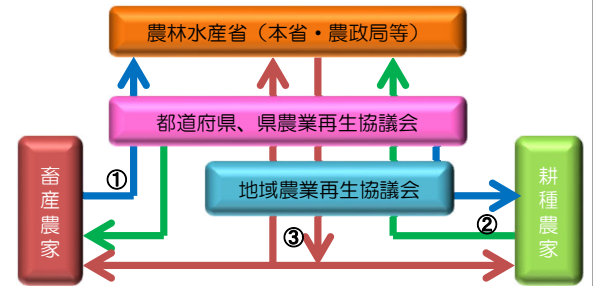 農林水産省（本省・農政局等）
都道府県、県農業再生協議会
地域農業再生協議会
畜産農家
耕種農家
①
②
③